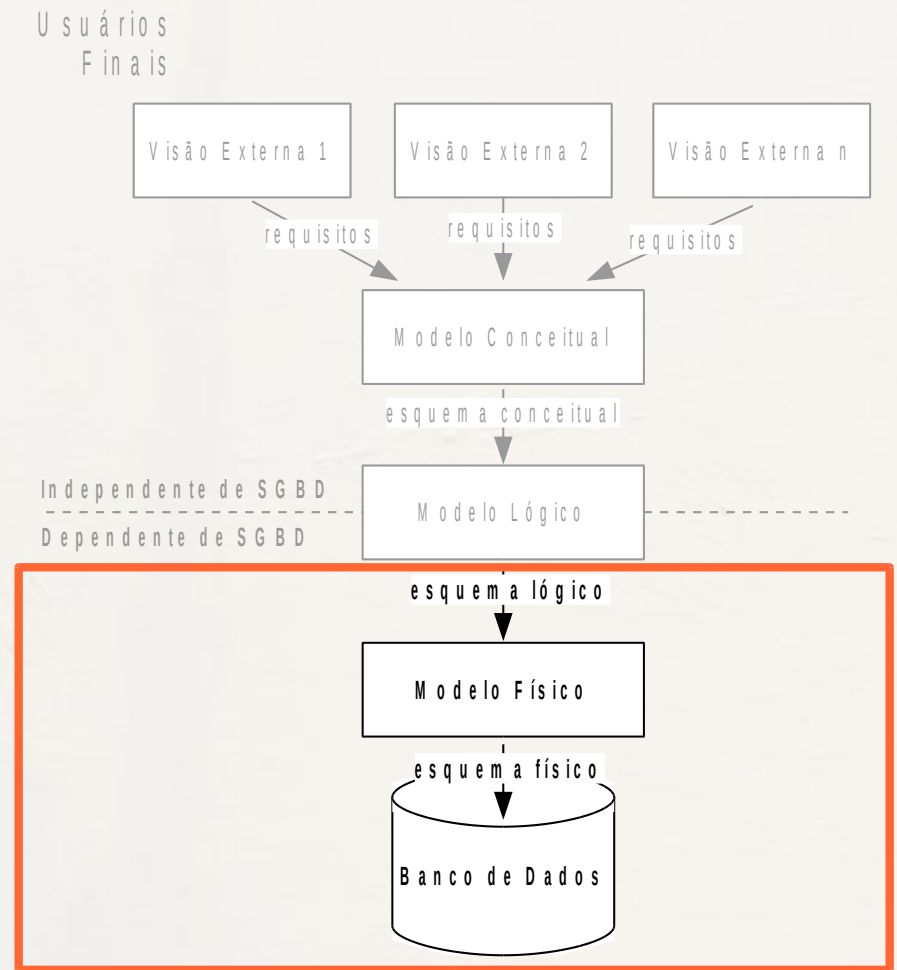 Usuários
Finais
Visão Externa 1
Visão Externa 2
Visão Externa n
requisitos
requisitos
requisitos
Modelo Conceitual
esquema conceitual
Independente de SGBD
Modelo Lógico
Dependente de SGBD
esquema lógico
Modelo Físico
esquema físico
Banco de Dados